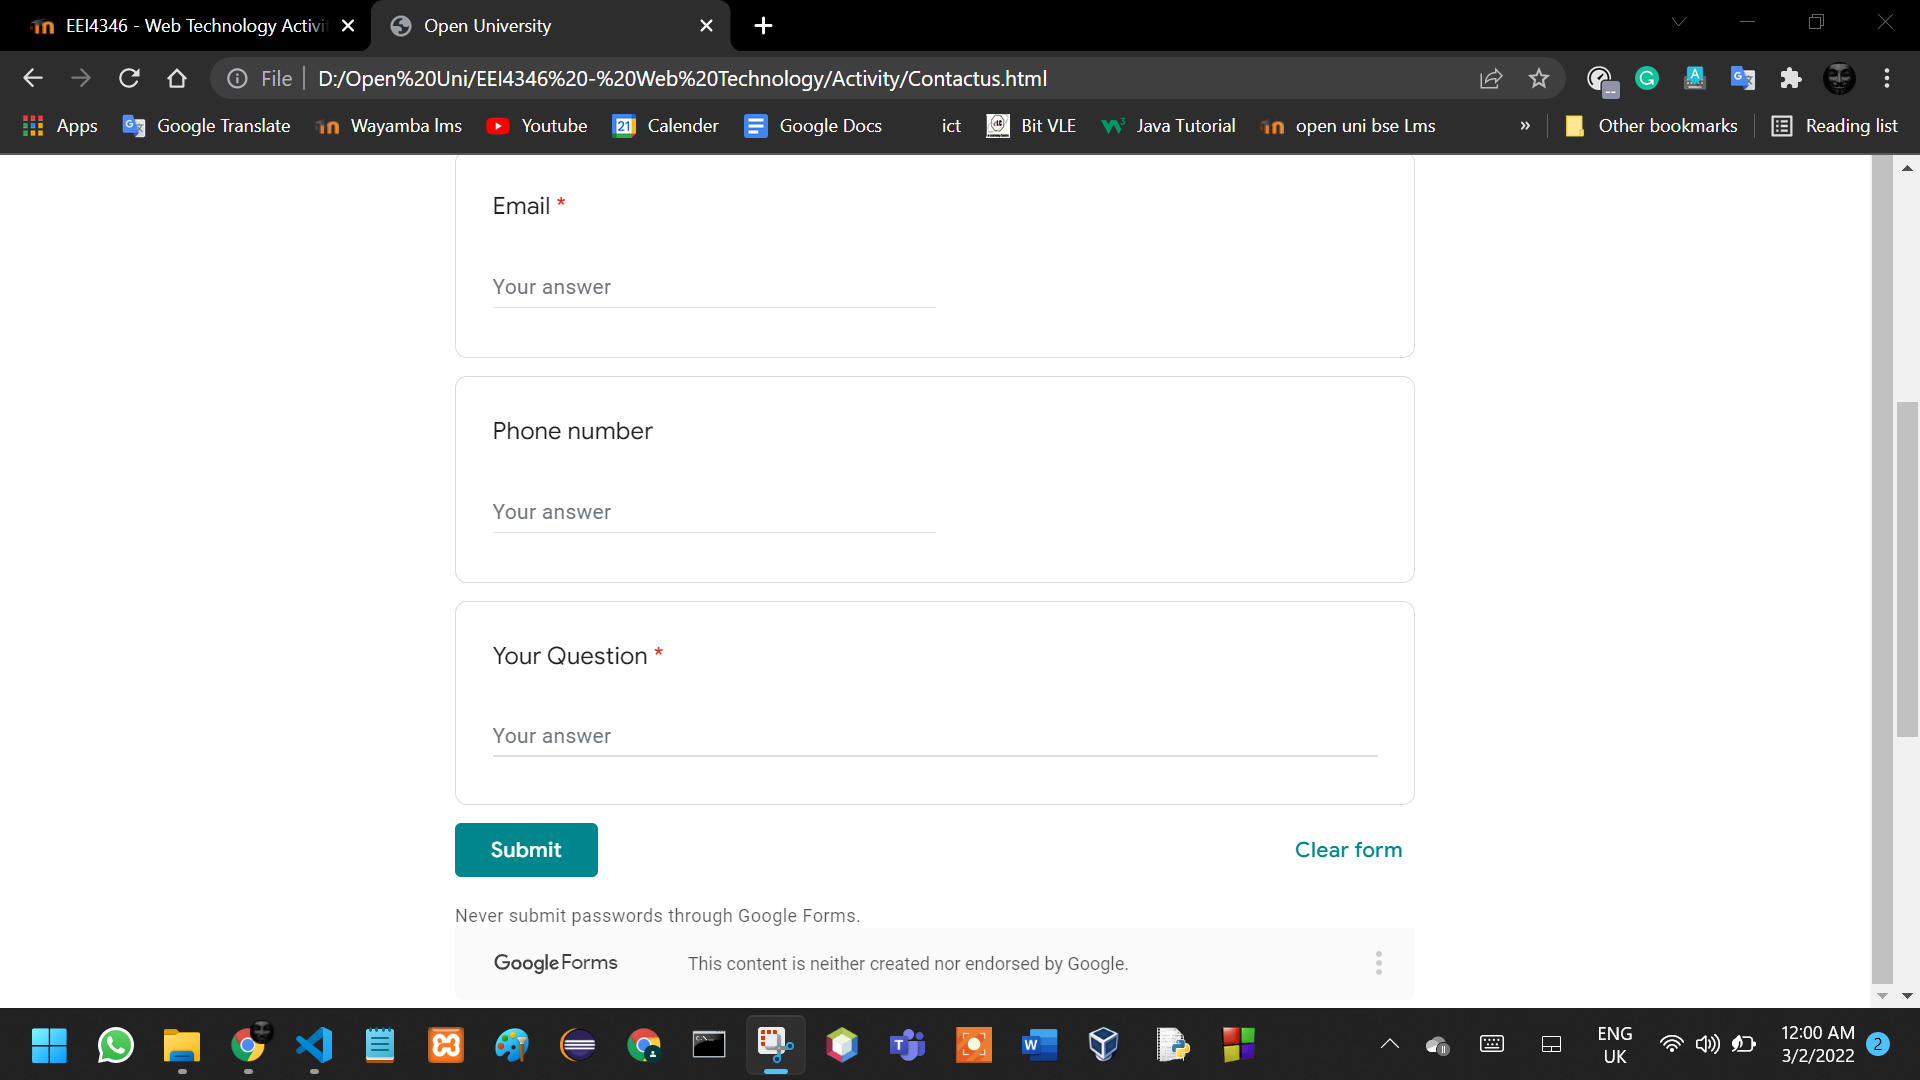 EEI4346 - Web Technology Activi
Open University
File
D:/Open%20Uni/EEI4346%20-%20Web%20Technology/Activity/Contactus.html
Apps
Google Translate
Wayamba lms
Youtube
Calender
Google Docs
ict
Bit VLE
Java Tutorial
open uni bse Lms
»
Other bookmarks
Reading list
Email *
Your answer
Phone number
Your answer
Your Question *
Your answer
Submit
Clear form
Never submit passwords through Google Forms.
Google Forms
This content is neither created nor endorsed by Google.
ENG
UK
12:00 AM
3/2/2022
2